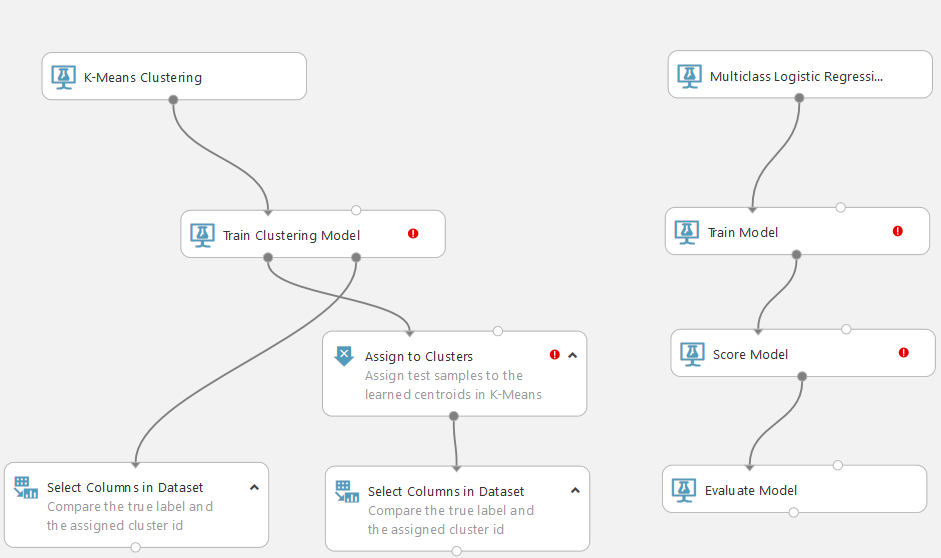 K-Means Clustering
Multiclass Logistic Regressi...
Train Clustering Model
Train Model
Assign to Clusters
Assign test samples to the
learned centroids in K-Means
Score Model
Select Columns in Dataset
Compare the true label and
the assigned cluster id
Select Columns in Dataset
Compare the true label and
the assigned cluster id
Evaluate Model